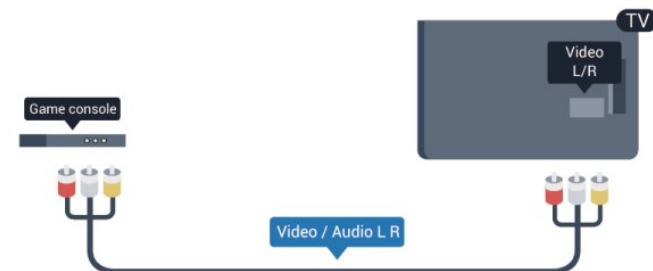 TV
Video
L/R
Game console
Video / Audio L R